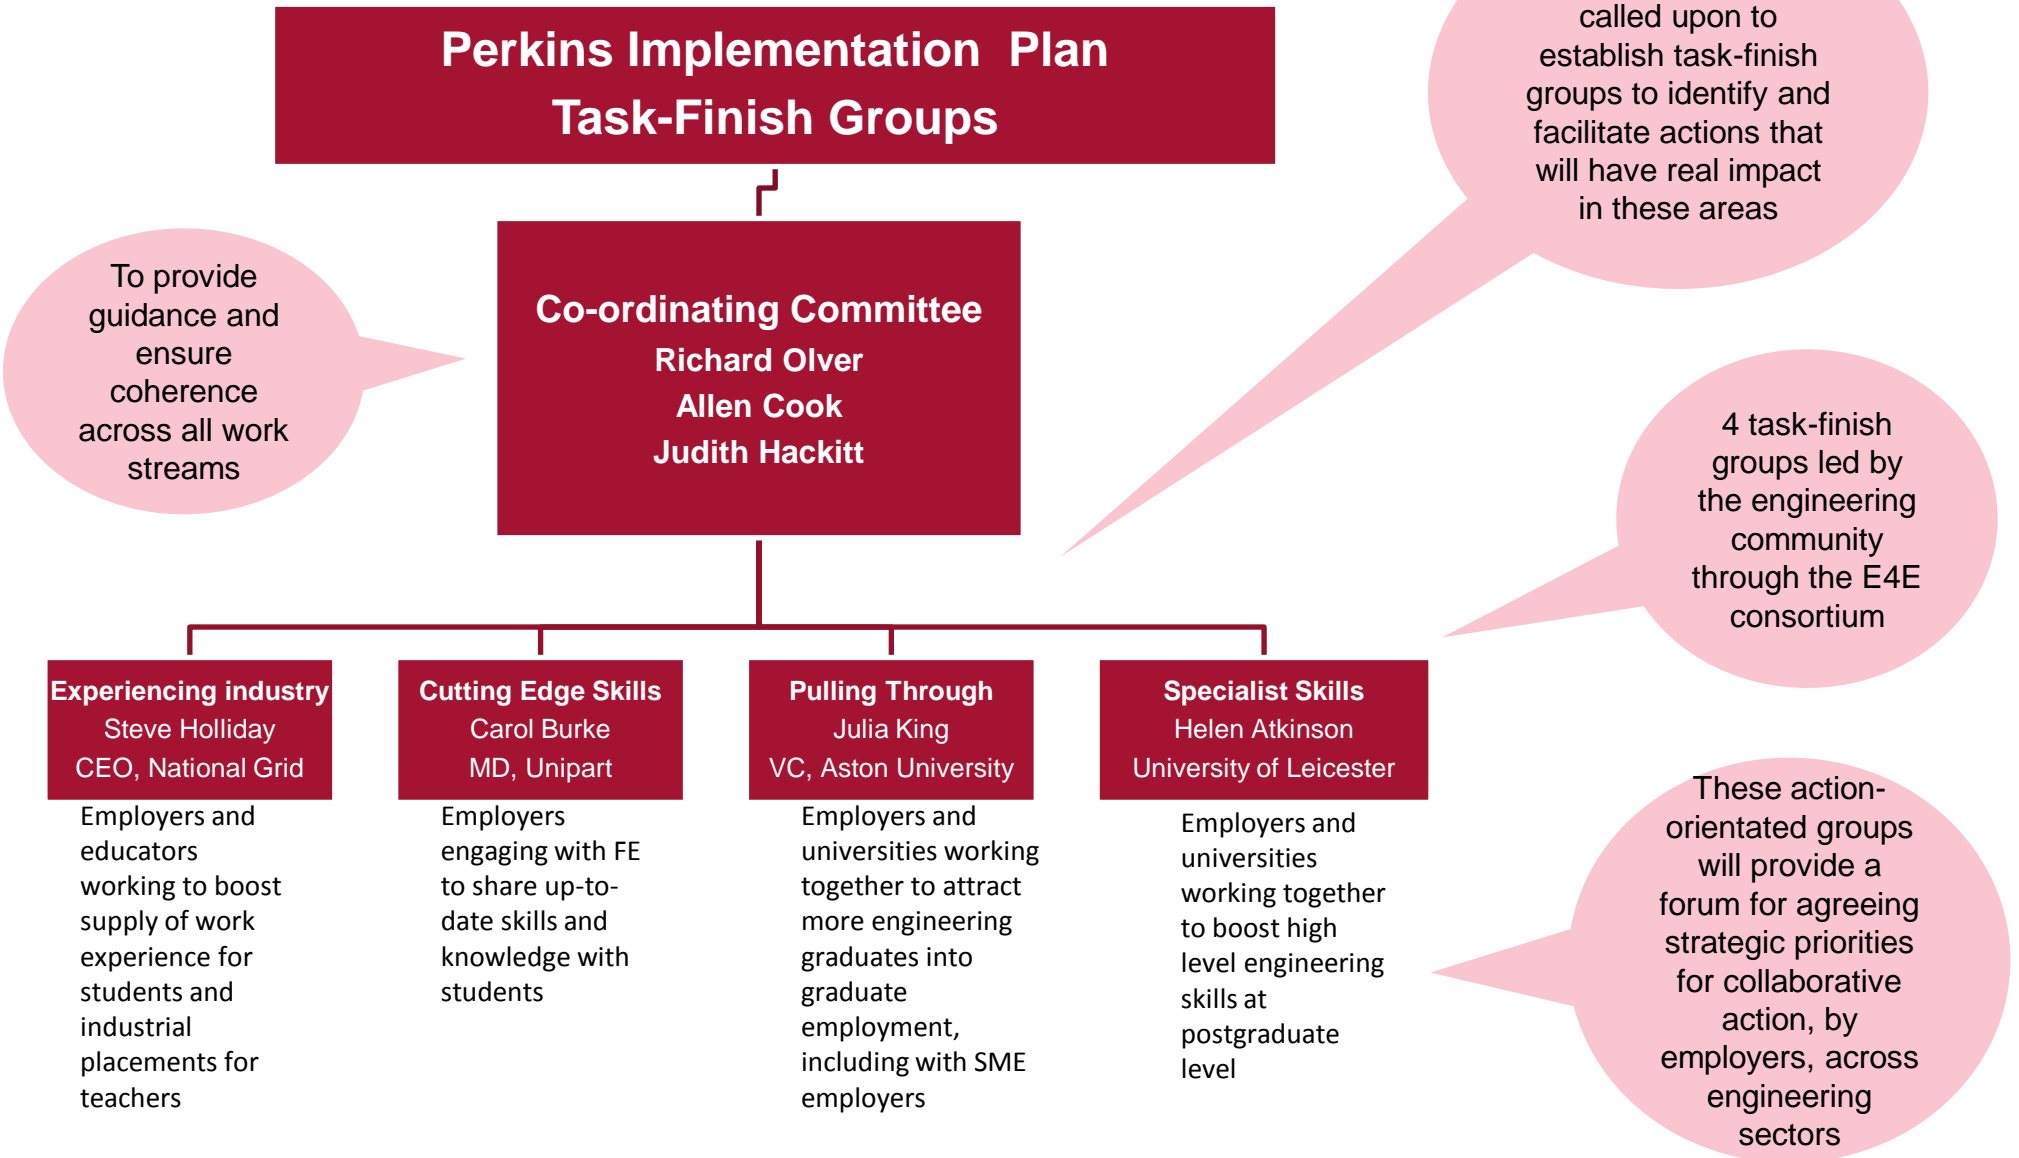 Perkins Implementation Plan
Task-Finish Groups
called upon to
establish task-finish
groups to identify and
facilitate actions that
will have real impact
in these areas
To provide
guidance and
ensure
coherence
across all work
streams
Co-ordinating Committee
Richard Olver
Allen Cook
Judith Hackitt
4 task-finish
groups led by
the engineering
community
through the E4E
consortium
Experiencing industry
Steve Holliday
CEO, National Grid
Employers and
educators
working to boost
supply of work
experience for
students and
industrial
placements for
teachers
Cutting Edge Skills
Carol Burke
MD, Unipart
Employers
engaging with FE
to share up-to-
date skills and
knowledge with
students
Pulling Through
Julia King
VC, Aston University
Employers and
universities working
together to attract
more engineering
graduates into
graduate
employment,
including with SME
employers
Specialist Skills
Helen Atkinson
University of Leicester
Employers and
universities
working together
to boost high
level engineering
skills at
postgraduate
level
These action-
orientated groups
will provide a
forum for agreeing
strategic priorities
for collaborative
action, by
employers, across
engineering
sectors